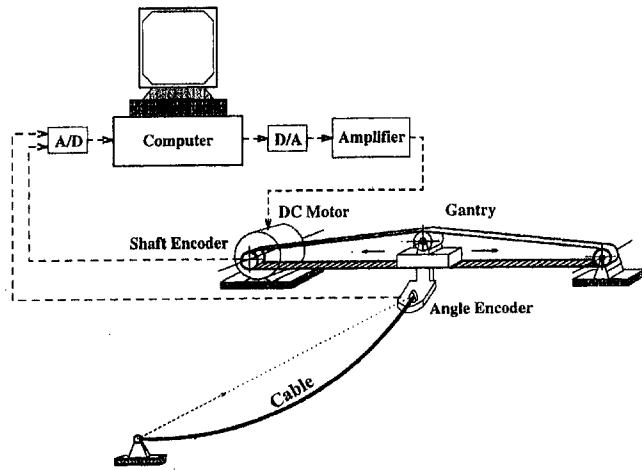 A/D
Computer
D/A
Amplifier
DC Motor
Gantry
Shaft Encoder
Angle Encoder
Cable